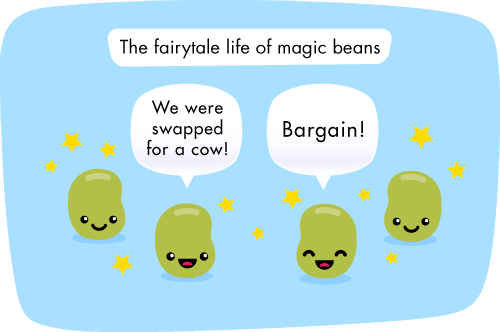 The fairytale life of magic beans
We were
swapped
for a cow!
Bargain!